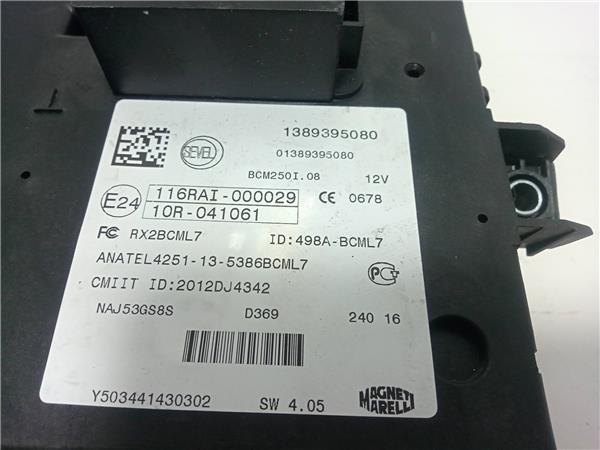 SEVEL
1389395080
01389395080
BCM250I.08 12V
E24
116RAI-000029
10R-041061
CE 0678
FC RX2BCML7 ID:498A-BCML7
ANATEL4251-13-5386BCML7
CMIIT ID:2012DJ4342
NAJ53GS8S D369 240 16
Y503441430302 SW 4.05
MAGNETI
MARELLI